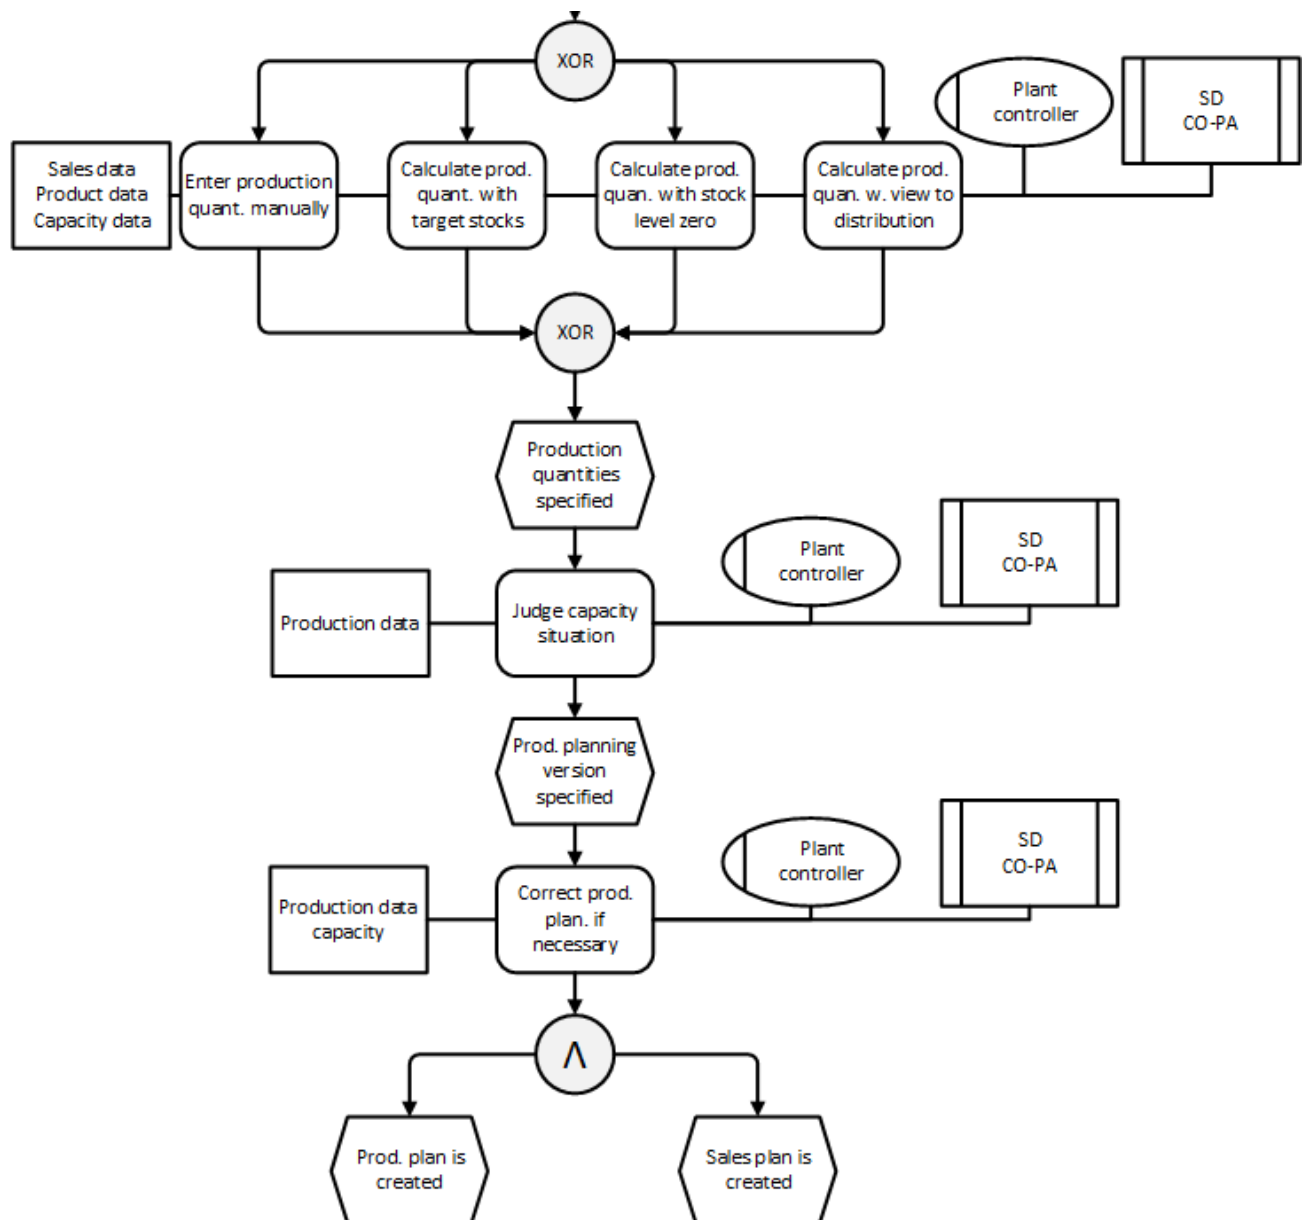 XOR
Plant
controller
SD
CO-PA
Sales data
Product data
Capacity data
Enter production
quant. manually
Calculate prod.
quant. with
target stocks
Calculate prod.
quan. with stock
level zero
Calculate prod.
quan. w. view to
distribution
XOR
Production
quantities
specified
Plant
controller
SD
CO-PA
Production data
Judge capacity
situation
Prod. planning
version
specified
Plant
controller
SD
CO-PA
Production data
capacity
Correct prod.
plan. if
necessary
Λ
Prod. plan is
created
Sales plan is
created